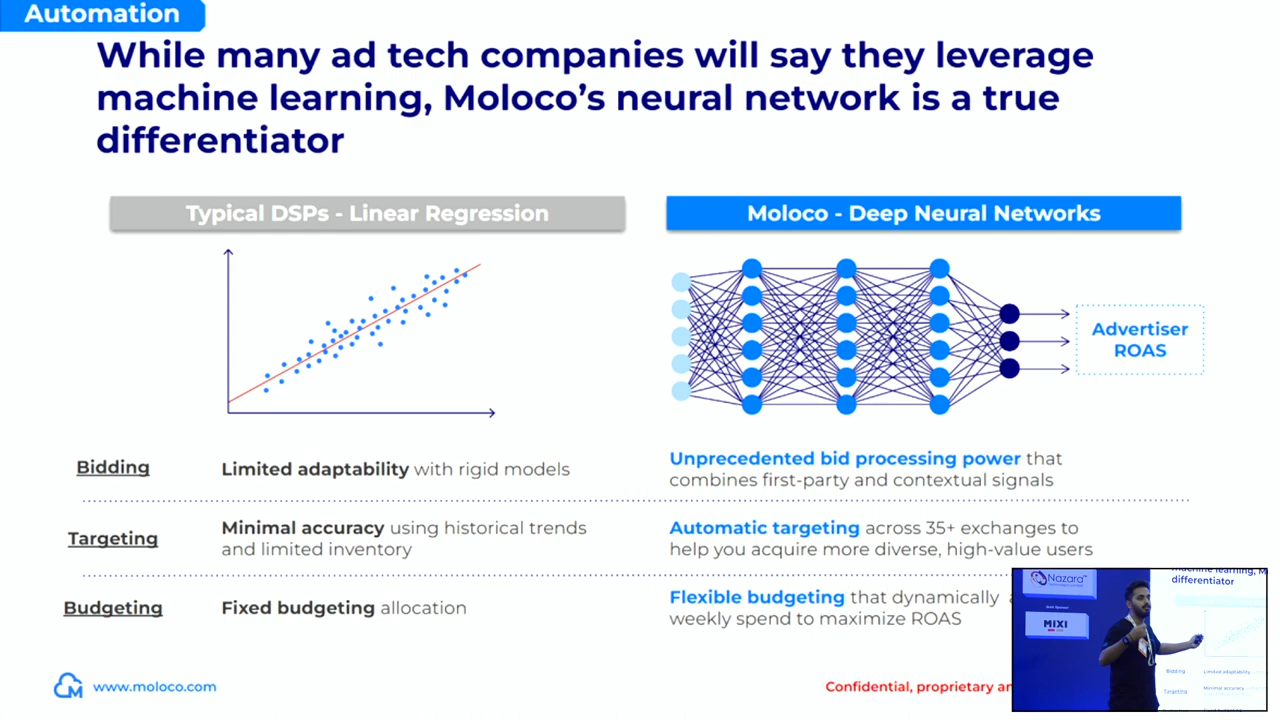 Automation
While many ad tech companies will say they leverage
machine learning, Moloco's neural network is a true
differentiator
Typical DSPs - Linear Regression
Moloco - Deep Neural Networks
Advertiser
ROAS
Bidding
Limited adaptability with rigid models
Unprecedented bid processing power that
combines first-party and contextual signals
Targeting
Minimal accuracy using historical trends
and limited inventory
Automatic targeting across 35+ exchanges to
help you acquire more diverse, high-value users
Budgeting
Fixed budgeting allocation
Flexible budgeting that dynamically
weekly spend to maximize ROAS
M
www.moloco.com
Confidential, proprietary
Nazara
MIXI
machine learning, M
differentiator
Bidding
Limited adaptability
Targeting
Minimal accuracy